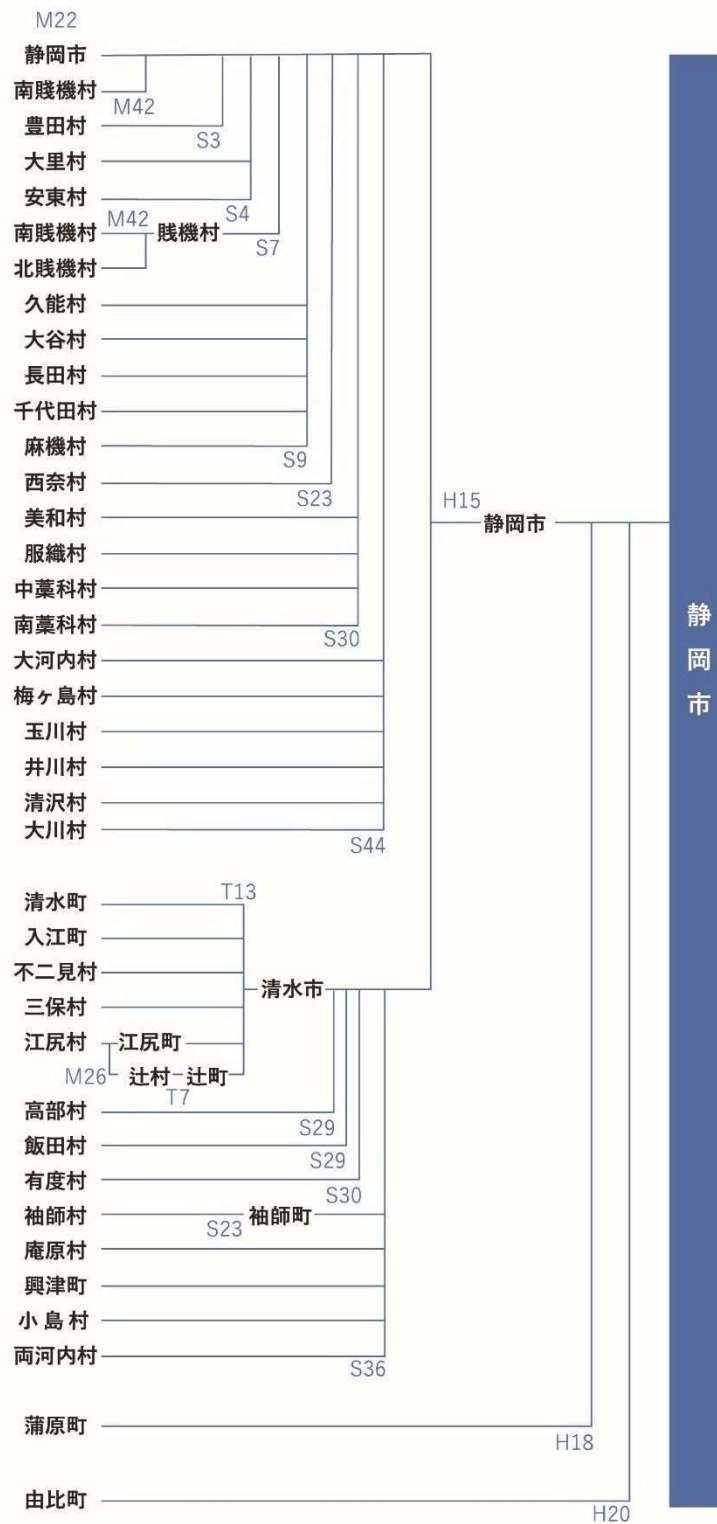 M22
静岡市
南賤機村
M42
豊田村
S3
大里村
安東村
S4
南賎機村 M42 賎機村
S7
北賎機村
久能村
大谷村
長田村
千代田村
麻機村
S9
西奈村
S23
H15
静岡市
美和村
服織村
中藁科村
南藁科村
S30
大河内村
梅ヶ島村
玉川村
井川村
清沢村
大川村
S44
清水町
T13
入江町
不二見村
清水市
三保村
江尻村 江尻町
M26 辻村 辻町
T7
高部村
S29
飯田村
S29
有度村
S30
袖師村 S23 袖師町
庵原村
興津町
小島村
両河内村
S36
蒲原町
H18
由比町
H20
静岡市